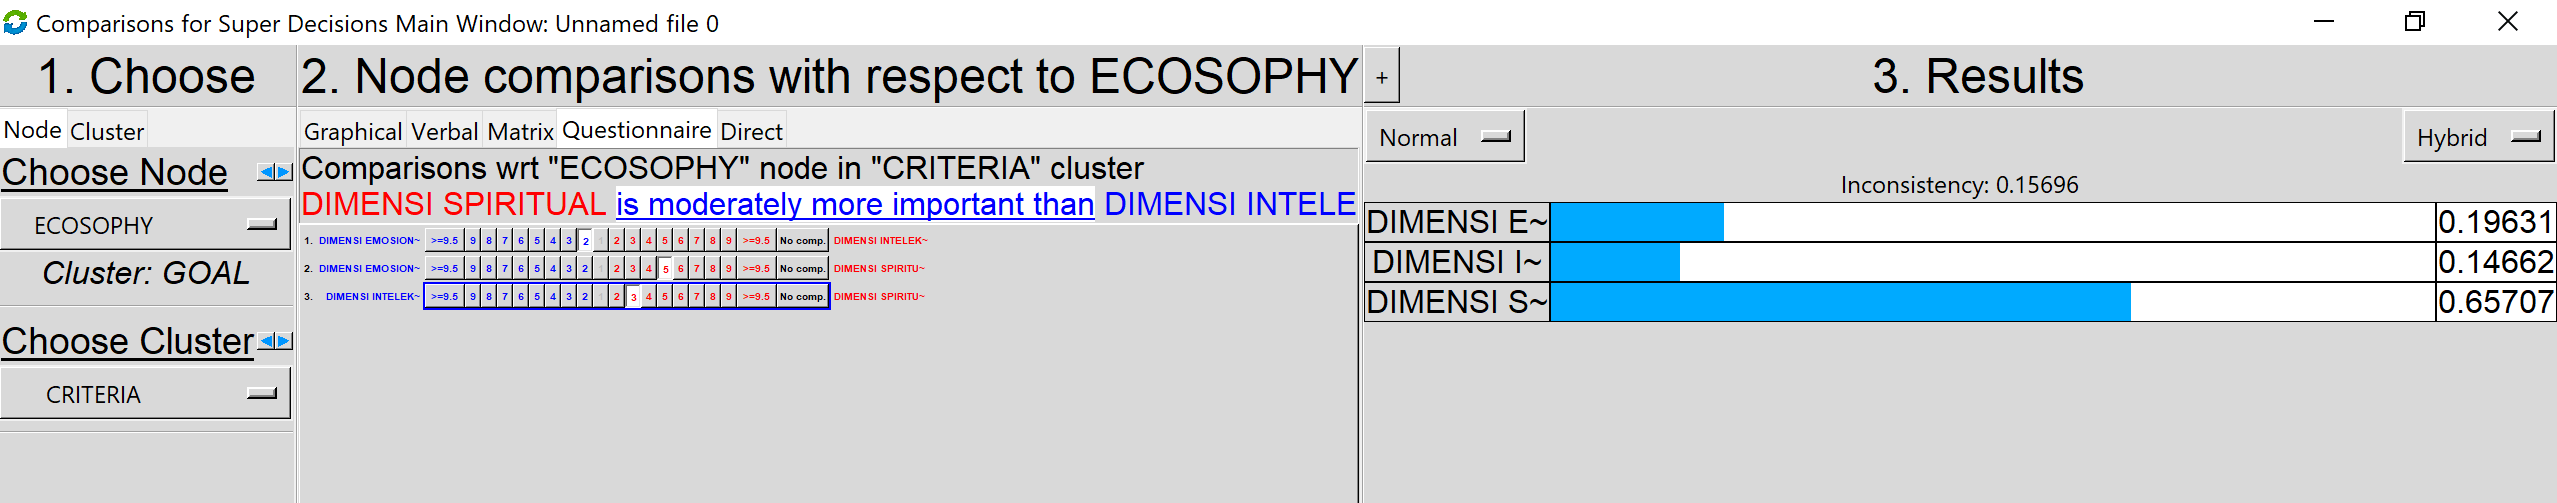 Comparisons for Super Decisions Main Window: Unnamed file 0
1. Choose
Node Cluster
Choose Node
ECOSOPHY
Cluster: GOAL
Choose Cluster
CRITERIA
2. Node comparisons with respect to ECOSOPHY
+
Graphical Verbal Matrix Questionnaire Direct
Comparisons wrt "ECOSOPHY" node in "CRITERIA" cluster
DIMENSI SPIRITUAL is moderately more important than DIMENSI INTELE
1. DIMENSI EMOSION~ >=9.5 9 8 7 6 5 4 3 2 1 2 3 4 5 6 7 8 9 >=9.5 No comp. DIMENSI INTELEK~
2. DIMENSI EMOSION~ >=9.5 9 8 7 6 5 4 3 2 1 2 3 4 5 6 7 8 9 >=9.5 No comp. DIMENSI SPIRITU~
3. DIMENSI INTELEK~ >=9.5 9 8 7 6 5 4 3 2 1 2 3 4 5 6 7 8 9 >=9.5 No comp. DIMENSI SPIRITU~
3. Results
Normal Hybrid
Inconsistency: 0.15696
DIMENSI E~ 0.19631
DIMENSI I~ 0.14662
DIMENSI S~ 0.65707